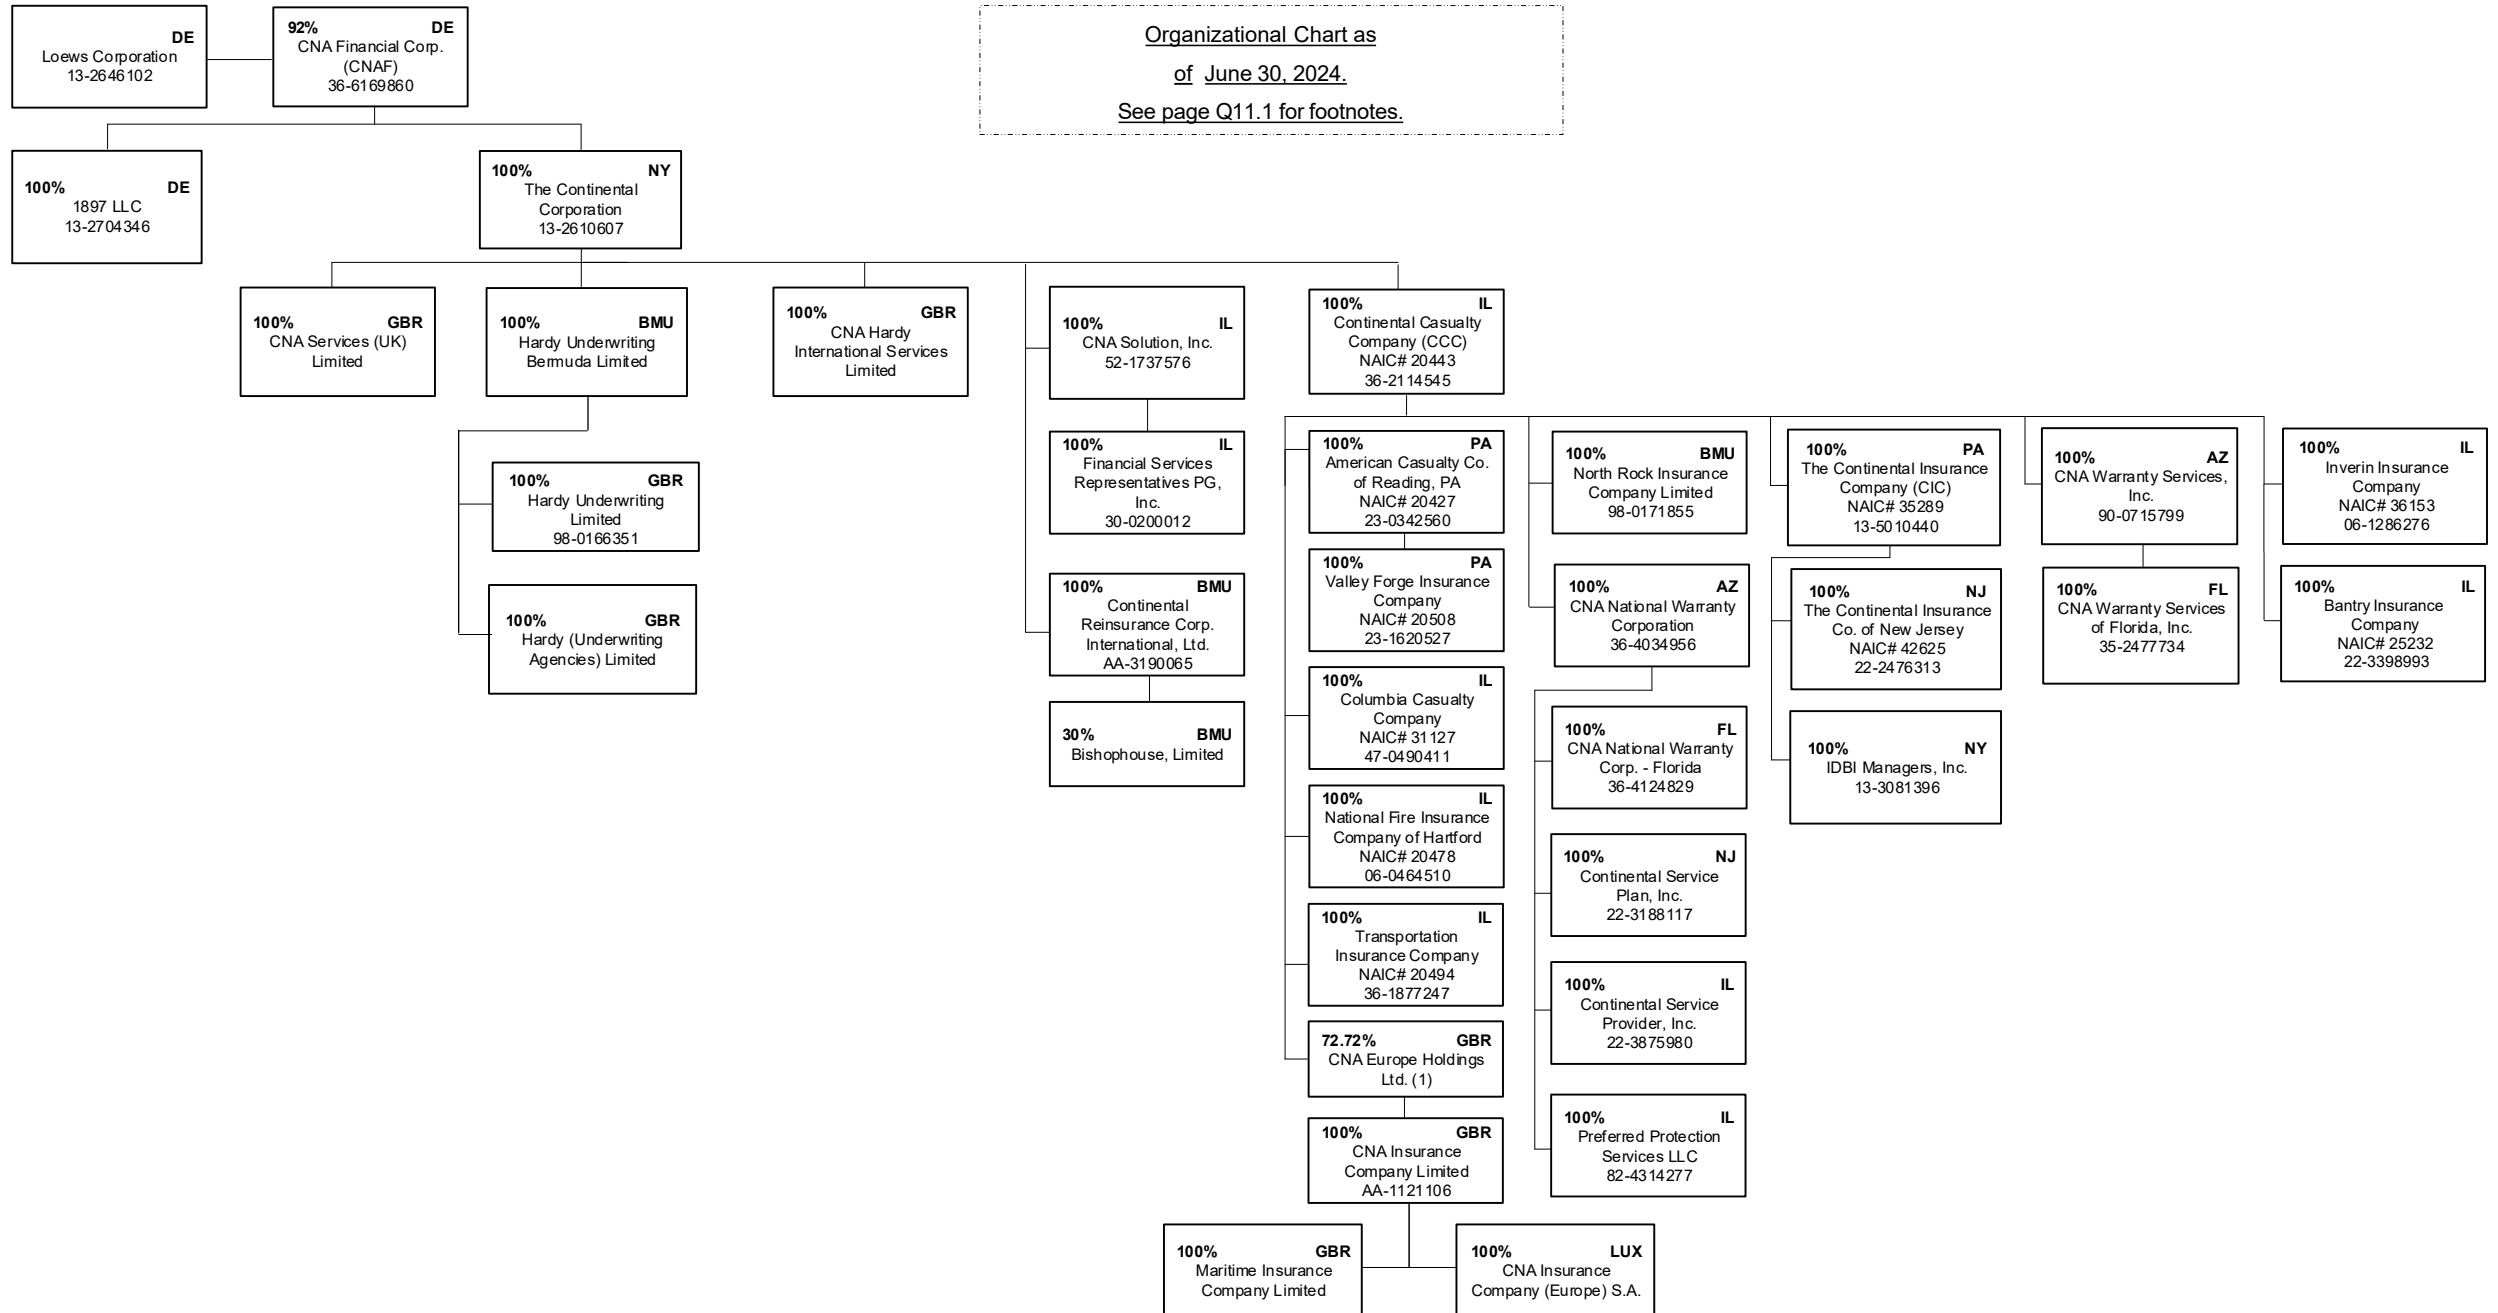 DE
Loews Corporation
13-2646102
92% DE
CNA Financial Corp.
(CNAF)
36-6169860
Organizational Chart as
of June 30, 2024.
See page Q11.1 for footnotes.
100% DE
1897 LLC
13-2704346
100% NY
The Continental
Corporation
13-2610607
100% GBR
CNA Services (UK)
Limited
100% BMU
Hardy Underwriting
Bermuda Limited
100% GBR
Hardy Underwriting
Limited
98-0166351
100% GBR
Hardy (Underwriting
Agencies) Limited
100% GBR
CNA Hardy
International Services
Limited
100% IL
CNA Solution, Inc.
52-1737576
100% IL
Financial Services
Representatives PG,
Inc.
30-0200012
100% BMU
Continental
Reinsurance Corp.
International, Ltd.
AA-3190065
30% BMU
Bishophouse, Limited
100% IL
Continental Casualty
Company (CCC)
NAIC# 20443
36-2114545
100% PA
American Casualty Co.
of Reading, PA
NAIC# 20427
23-0342560
100% PA
Valley Forge Insurance
Company
NAIC# 20508
23-1620527
100% IL
Columbia Casualty
Company
NAIC# 31127
47-0490411
100% IL
National Fire Insurance
Company of Hartford
NAIC# 20478
06-0464510
100% IL
Transportation
Insurance Company
NAIC# 20494
36-1877247
72.72% GBR
CNA Europe Holdings
Ltd. (1)
100% GBR
CNA Insurance
Company Limited
AA-1121106
100% GBR
Maritime Insurance
Company Limited
100% LUX
CNA Insurance
Company (Europe) S.A.
100% BMU
North Rock Insurance
Company Limited
98-0171855
100% AZ
CNA National Warranty
Corporation
36-4034956
100% FL
CNA National Warranty
Corp. - Florida
36-4124829
100% NJ
Continental Service
Plan, Inc.
22-3188117
100% IL
Continental Service
Provider, Inc.
22-3875980
100% IL
Preferred Protection
Services LLC
82-4314277
100% PA
The Continental Insurance
Company (CIC)
NAIC# 35289
13-5010440
100% NJ
The Continental Insurance
Co. of New Jersey
NAIC# 42625
22-2476313
100% NY
IDBI Managers, Inc.
13-3081396
100% AZ
CNA Warranty Services,
Inc.
90-0715799
100% FL
CNA Warranty Services
of Florida, Inc.
35-2477734
100% IL
Inverin Insurance
Company
NAIC# 36153
06-1286276
100% IL
Bantry Insurance
Company
NAIC# 25232
22-3398993